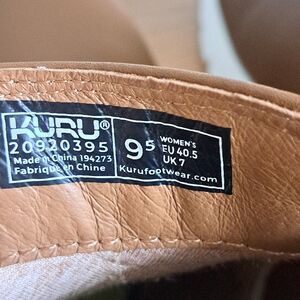 KURU®
20920395
Made in China 194273
Fabriqué en Chine
9.5
WOMEN'S
EU 40.5
UK 7
Kurufootwear.com